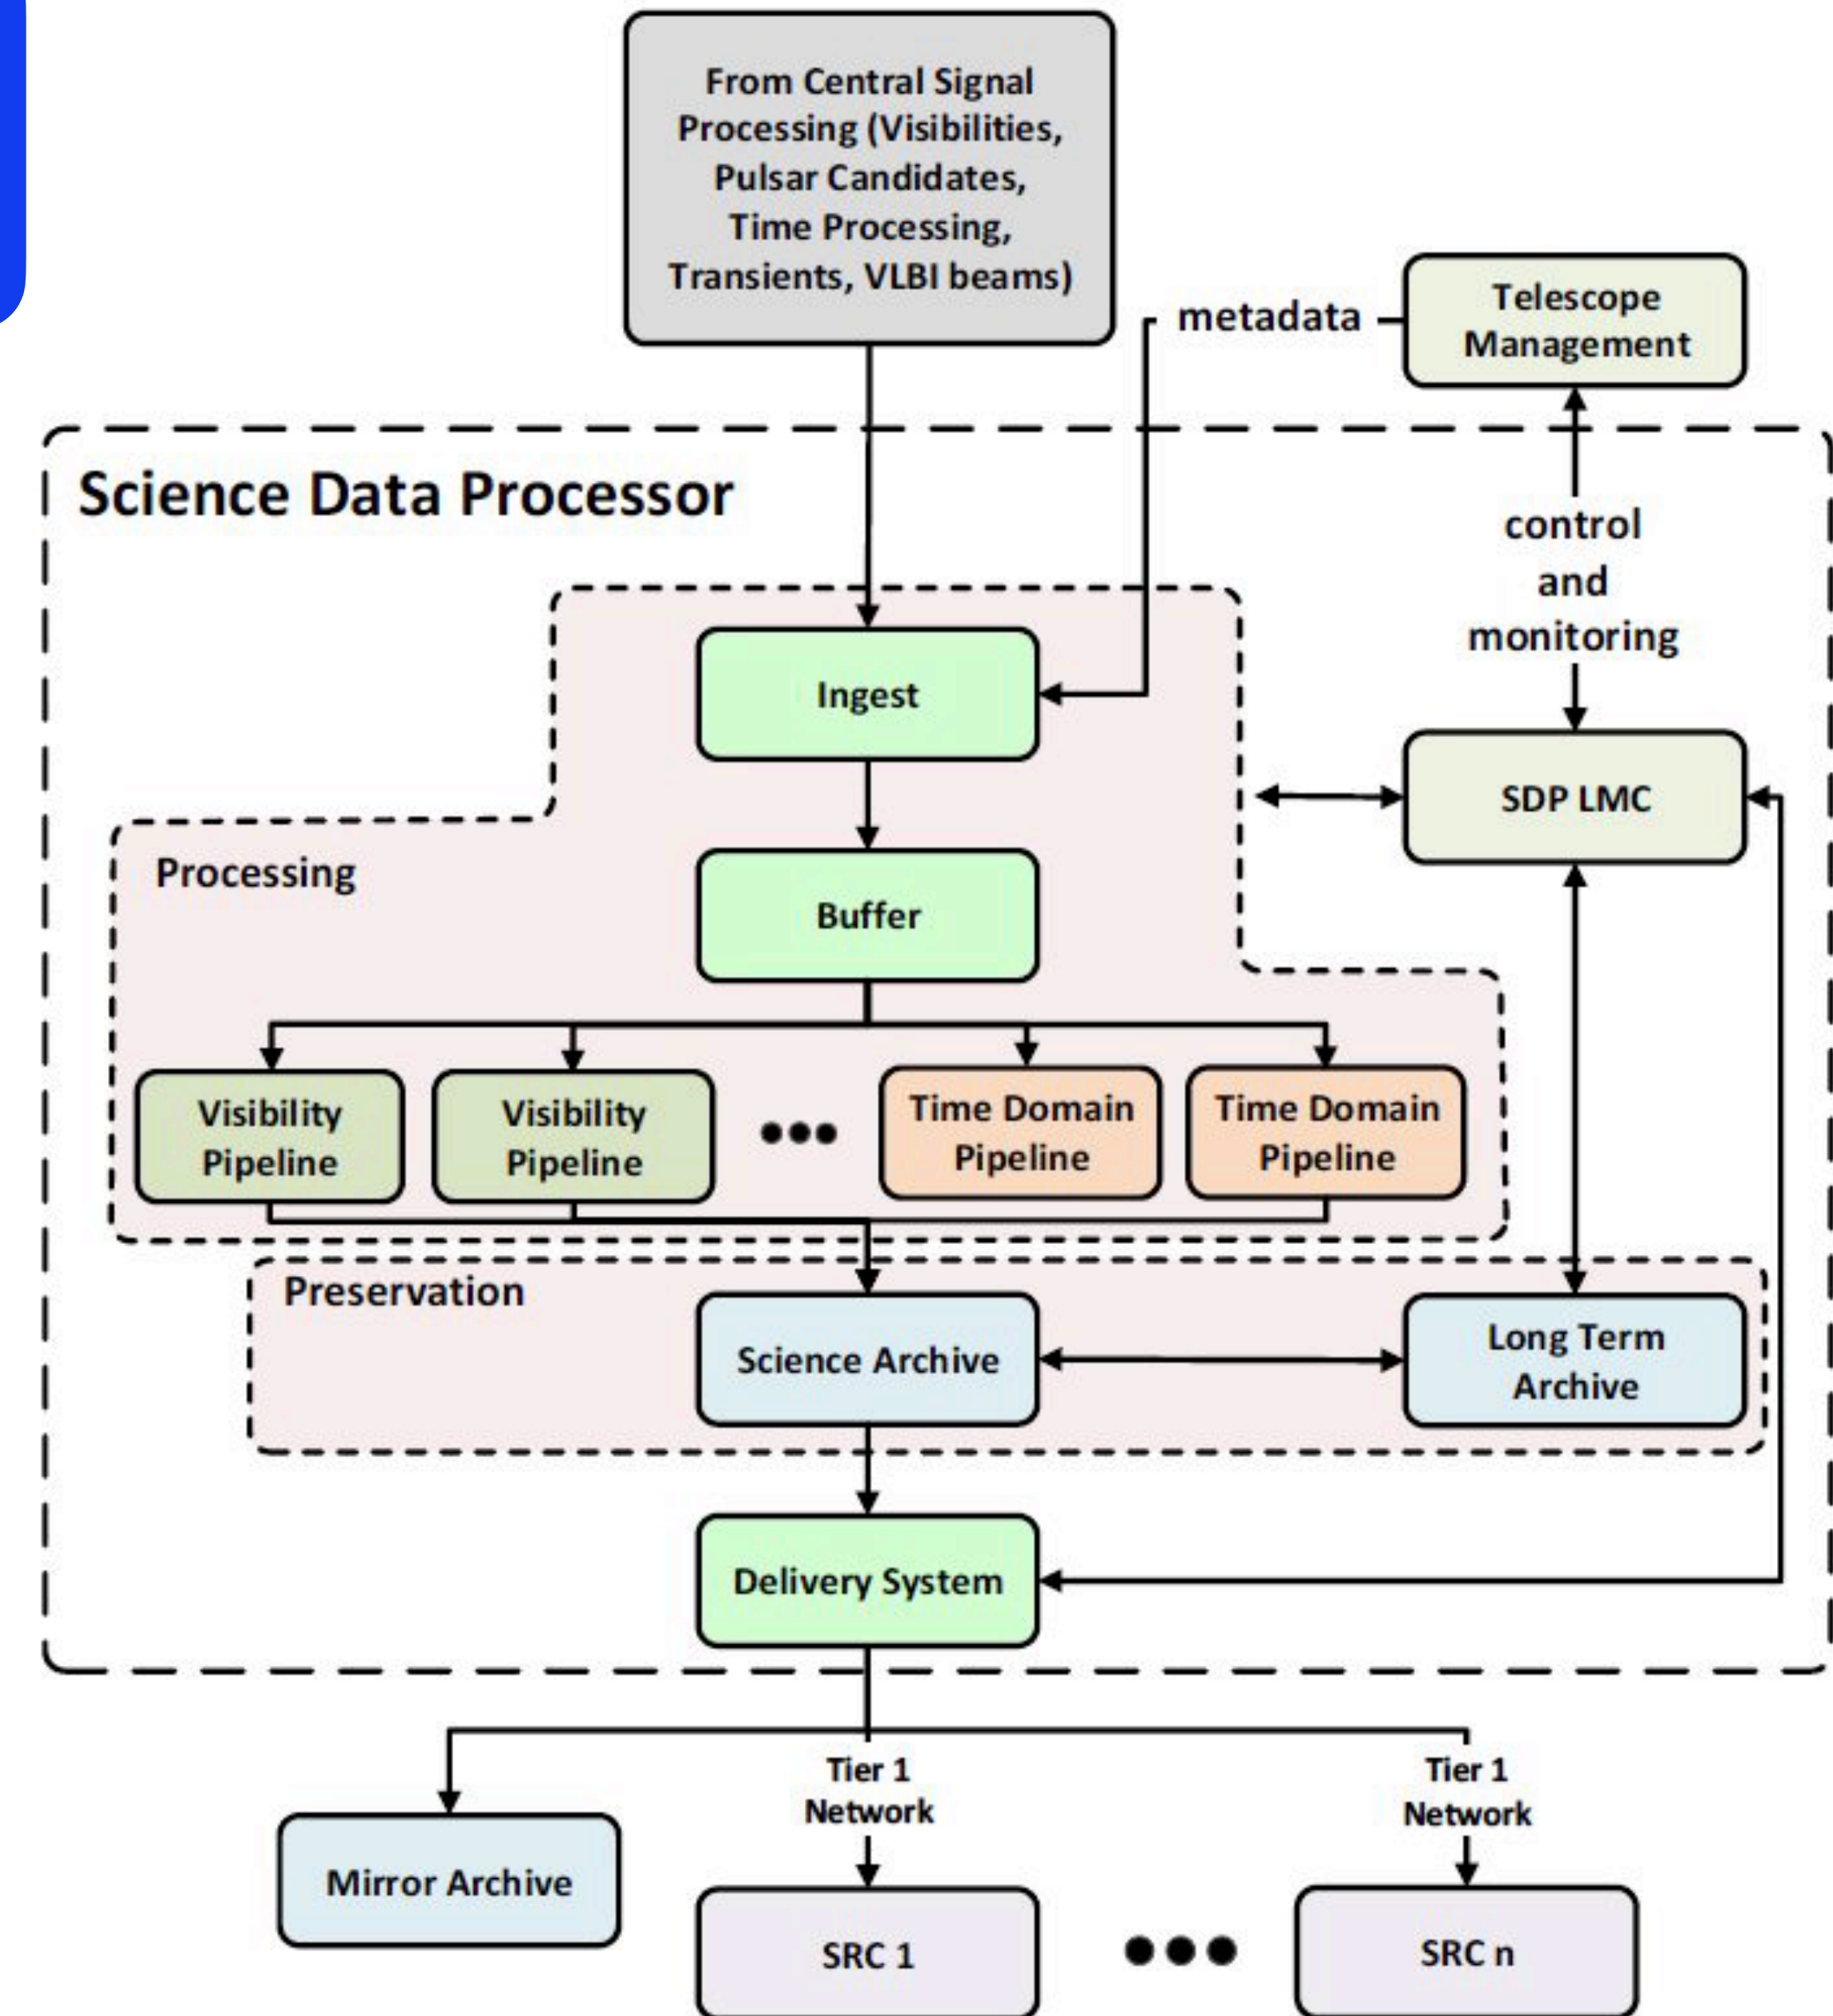 From Central Signal
Processing (Visibilities,
Pulsar Candidates,
Time Processing,
Transients, VLBI beams)
metadata
Telescope
Management
Science Data Processor
control
and
monitoring
Ingest
SDP LMC
Processing
Buffer
Visibility
Pipeline
Visibility
Pipeline
Time Domain
Pipeline
Time Domain
Pipeline
Preservation
Science Archive
Long Term
Archive
Delivery System
Tier 1
Network
Tier 1
Network
Mirror Archive
SRC 1
SRC n